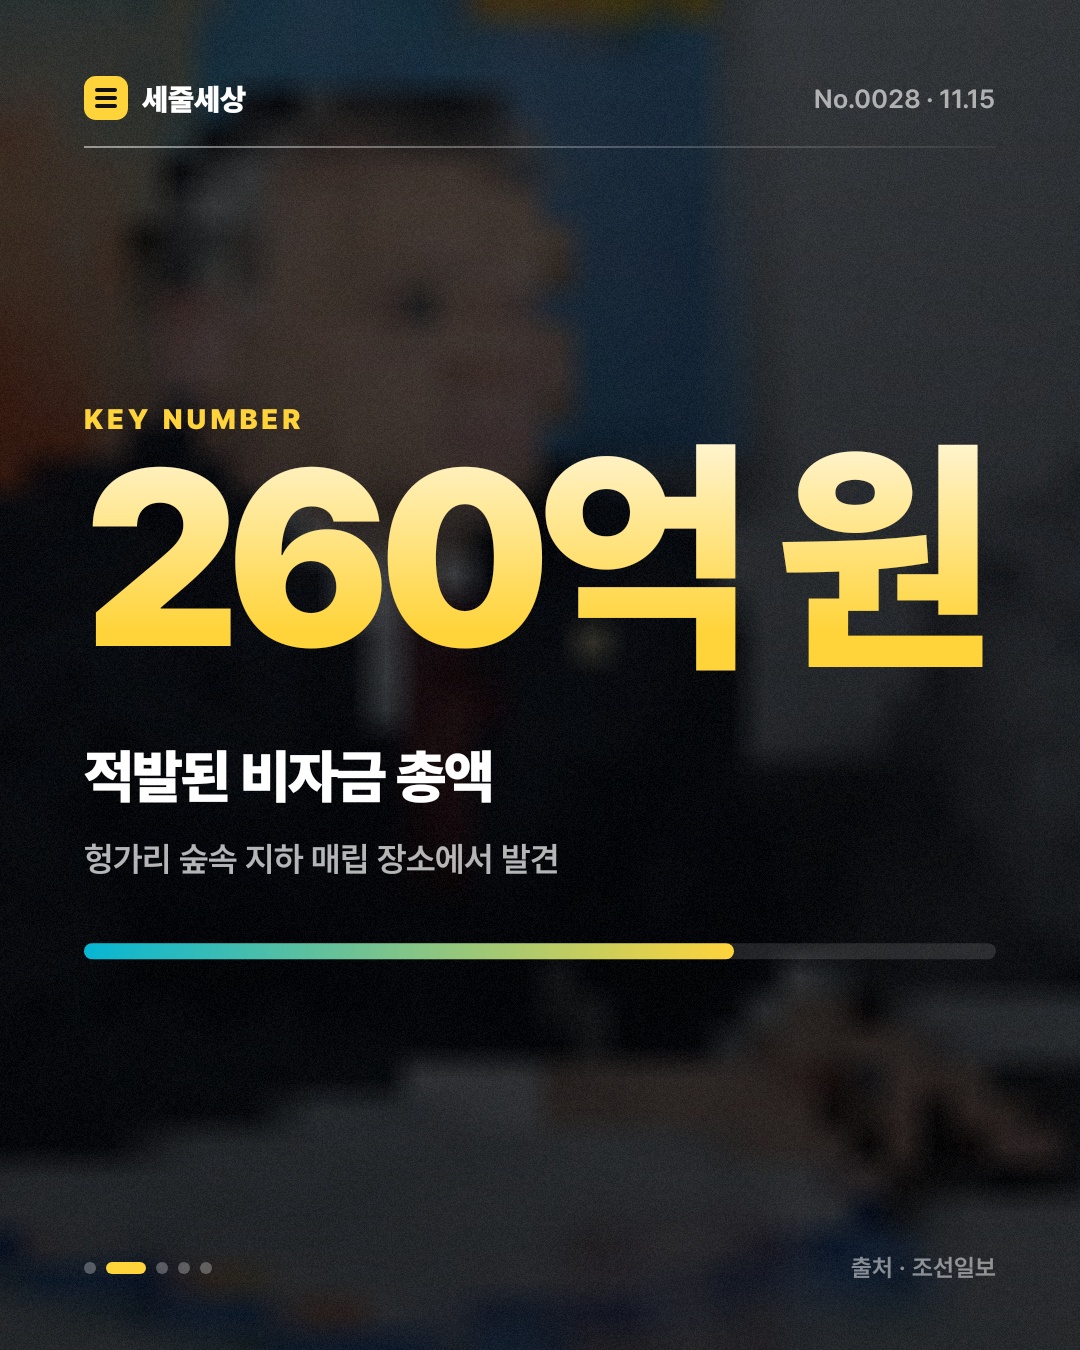 세줄세상
No.0028 · 11.15
KEY NUMBER
260억 원
적발된 비자금 총액
헝가리 숲속 지하 매립 장소에서 발견
출처 · 조선일보